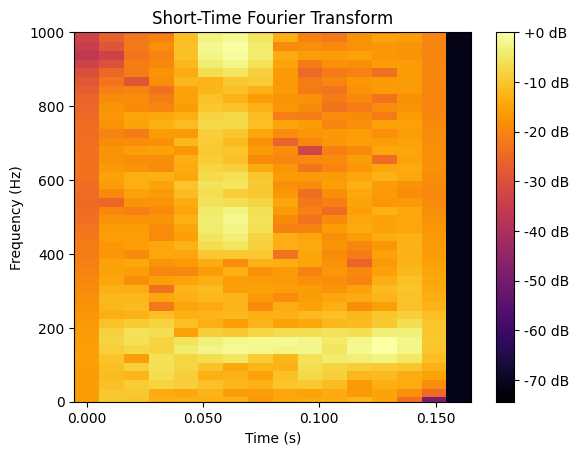 Short-Time Fourier Transform
1000
800
600
400
200
0
Frequency (Hz)
0.000
0.050
0.100
0.150
Time (s)
+0 dB
-10 dB
-20 dB
-30 dB
-40 dB
-50 dB
-60 dB
-70 dB